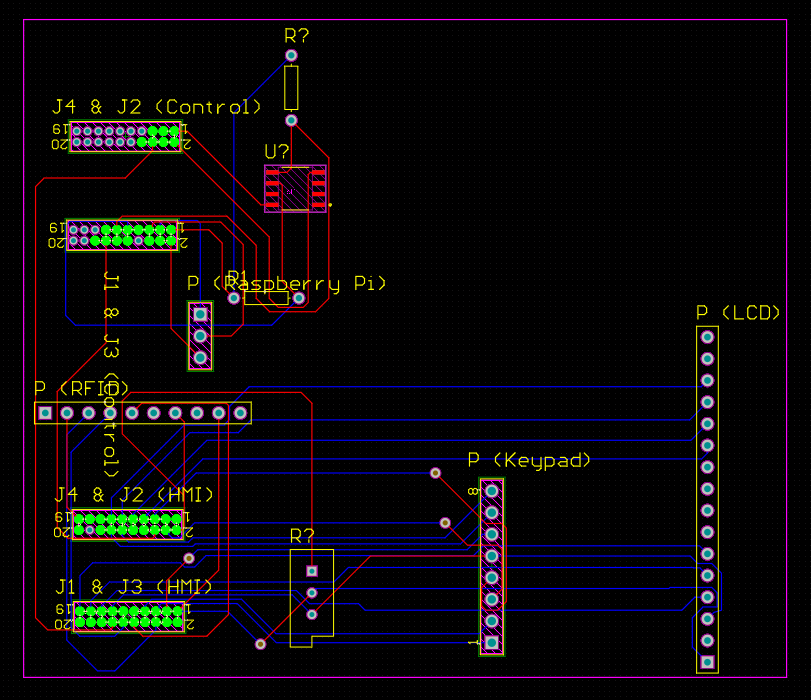 R?
J4 & J2 (Control)
19 1
20 2
U?
19 1
20 2
R1
P (Raspberry Pi)
J1 & J3 (Control)
P (LCD)
P (RFID)
P (Keypad)
8
J4 & J2 (HMI)
19 1
20 2
R?
J1 & J3 (HMI)
19 1
20 2
1